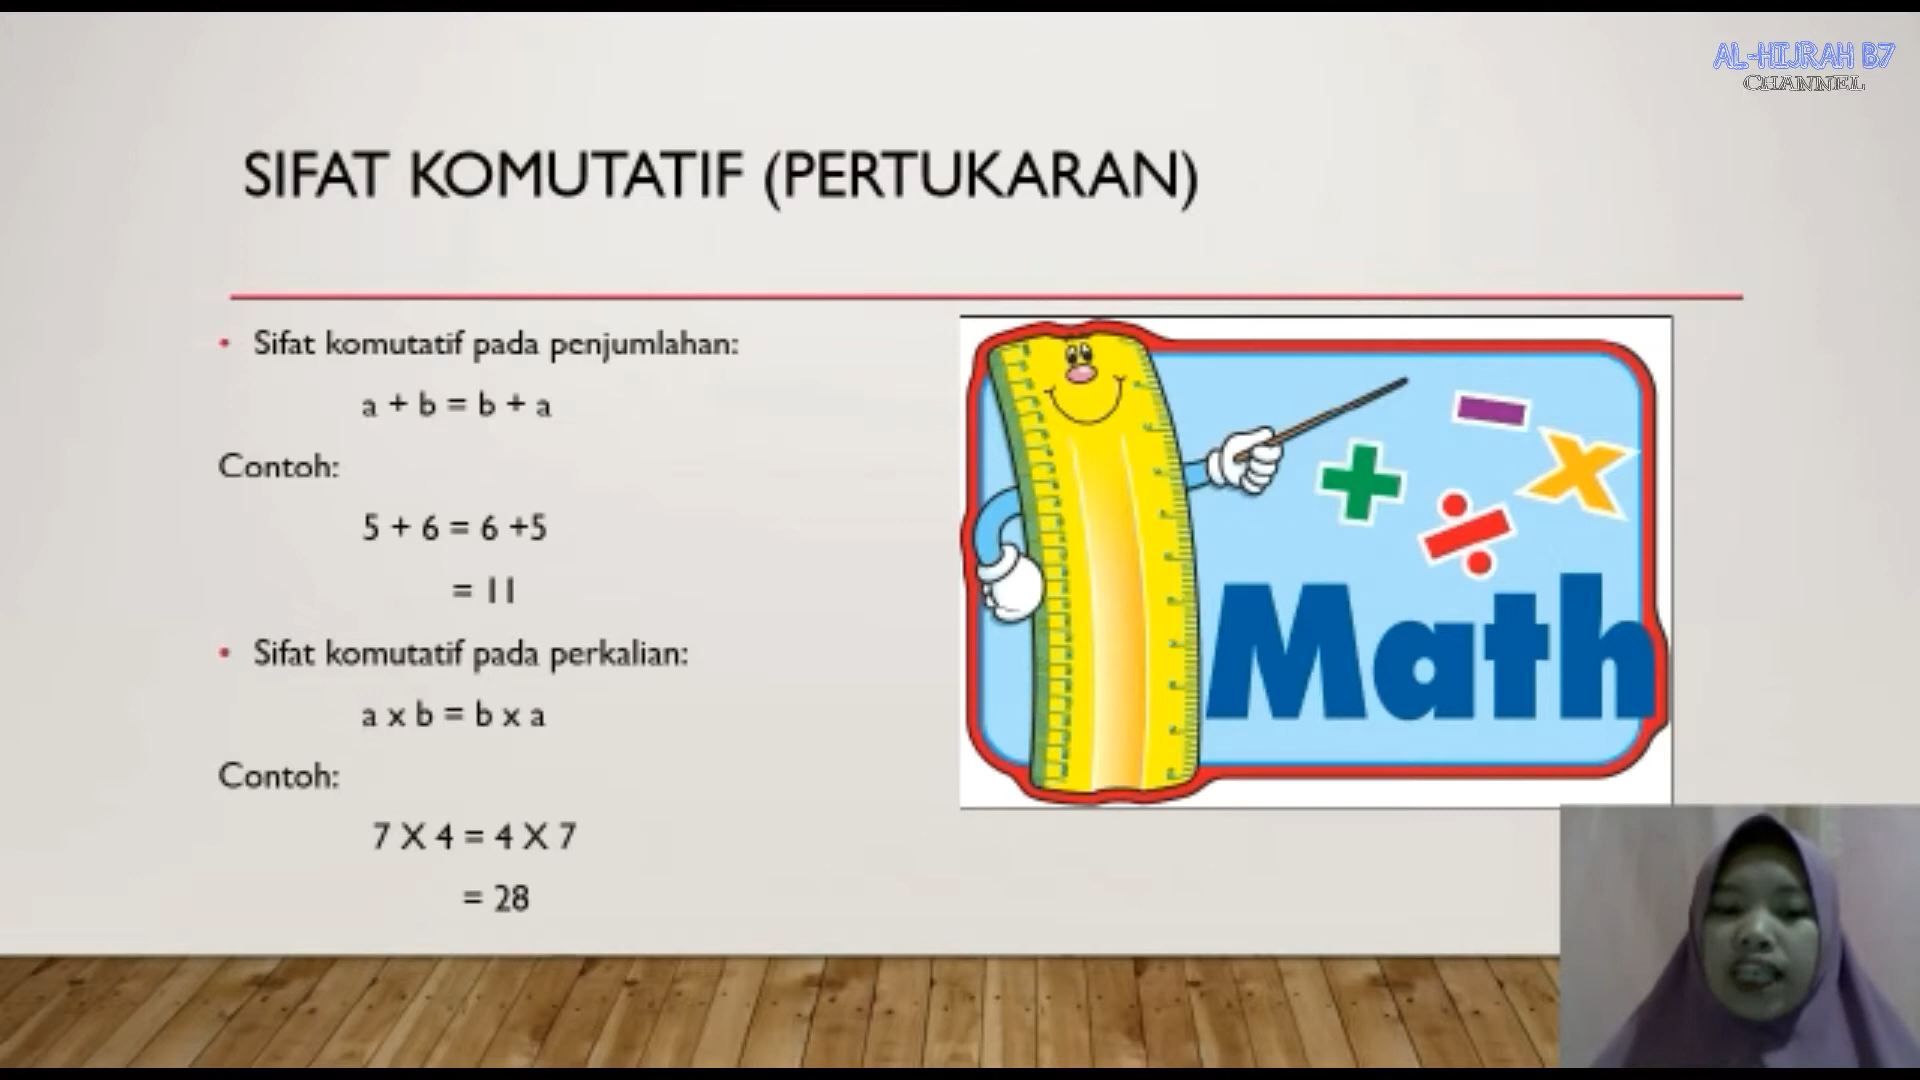 AL-HIJRAH B7
CHANNEL
SIFAT KOMUTATIF (PERTUKARAN)
• Sifat komutatif pada penjumlahan:
a + b = b + a
Contoh:
5 + 6 = 6 +5
= 11
• Sifat komutatif pada perkalian:
a x b = b x a
Contoh:
7 X 4 = 4 X 7
= 28
Math